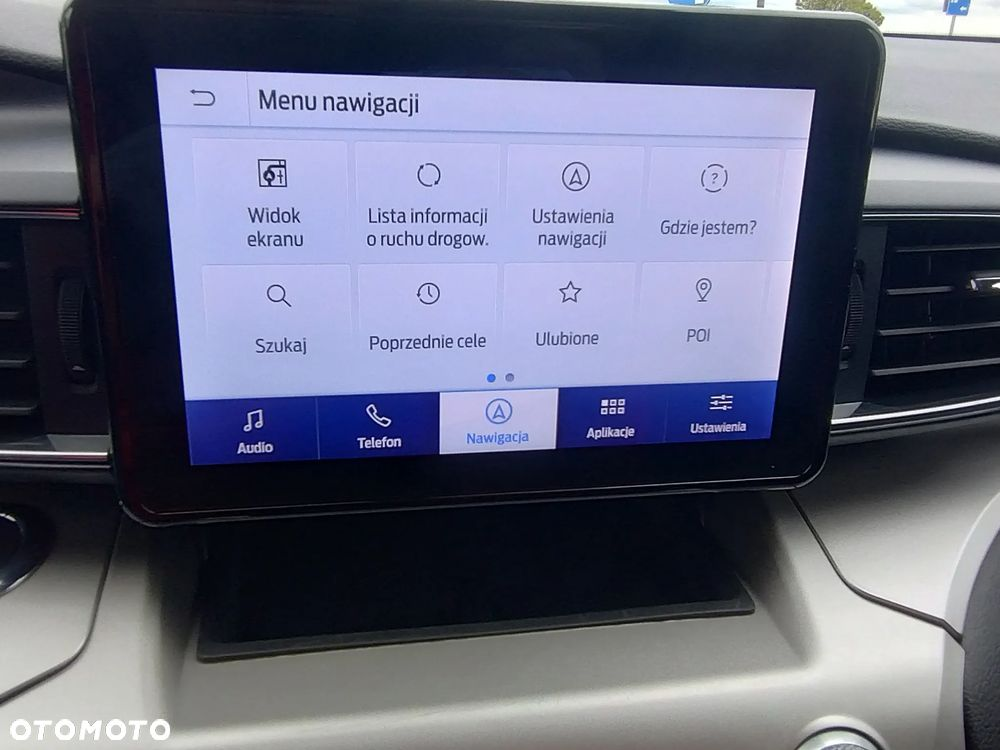 Menu nawigacji
Widok
ekranu
Lista informacji
o ruchu drogow.
Ustawienia
nawigacji
Gdzie jestem?
Szukaj
Poprzednie cele
Ulubione
POI
Audio
Telefon
Nawigacja
Aplikacje
Ustawienia
OTOMOTO